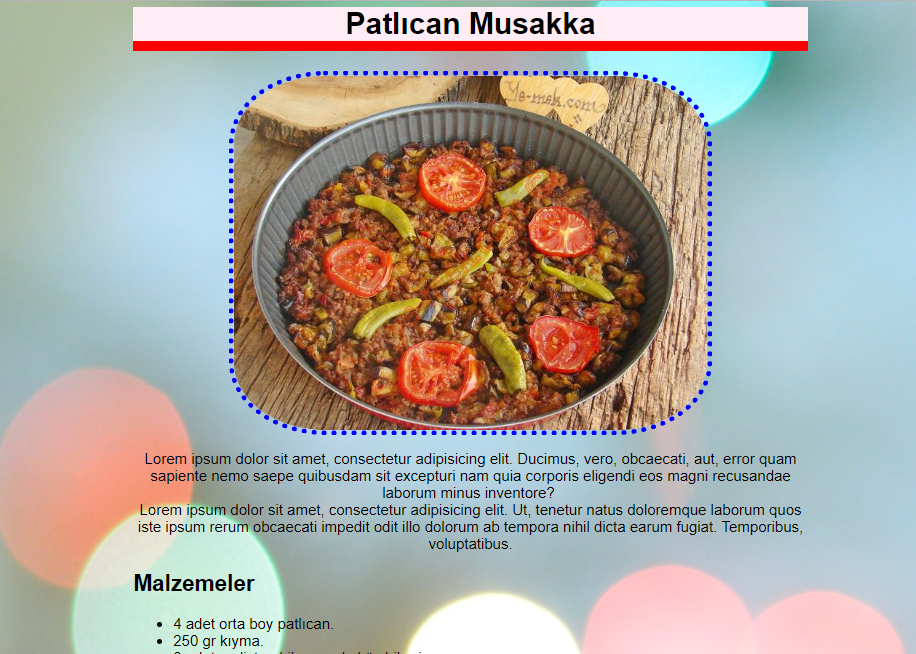 Patlıcan Musakka
Ye-mek.com
Lorem ipsum dolor sit amet, consectetur adipisicing elit. Ducimus, vero, obcaecati, aut, error quam
sapiente nemo saepe quibusdam sit excepturi nam quia corporis eligendi eos magni recusandae
laborum minus inventore?
Lorem ipsum dolor sit amet, consectetur adipisicing elit. Ut, tenetur natus doloremque laborum quos
iste ipsum rerum obcaecati impedit odit illo dolorum ab tempora nihil dicta earum fugiat. Temporibus,
voluptatibus.
Malzemeler
4 adet orta boy patlıcan.
250 gr kıyma.